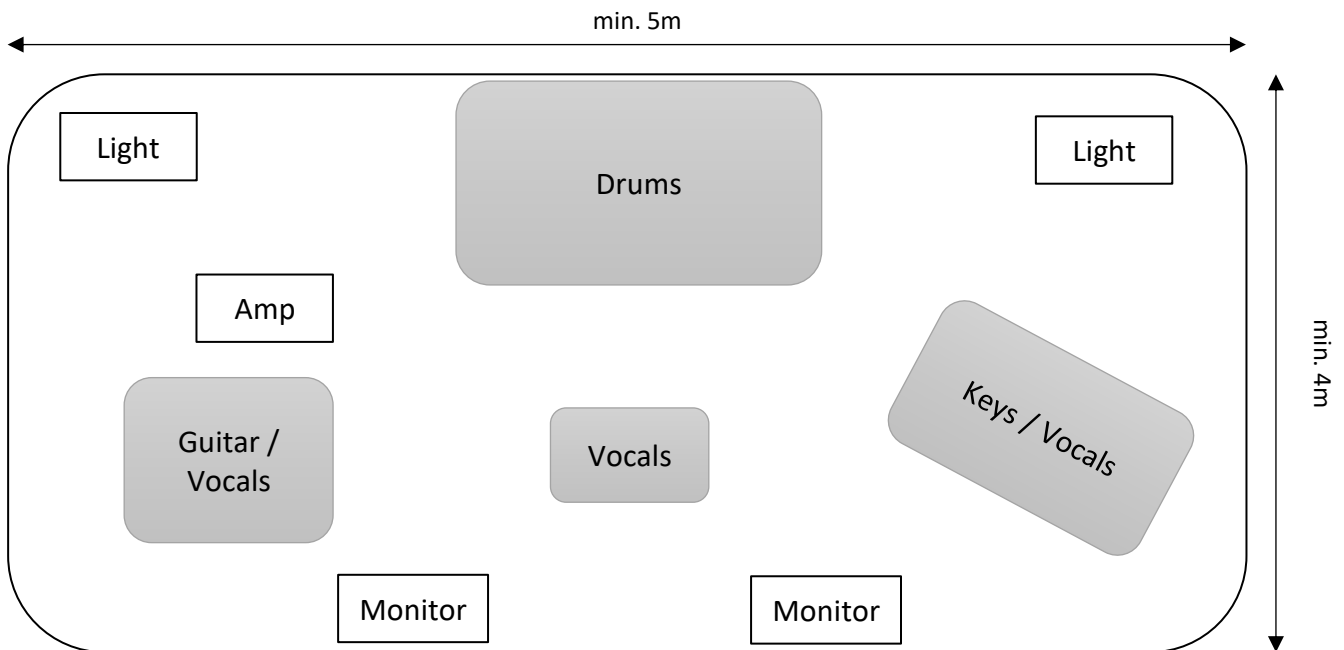 min. 5m
Light
Drums
Light
Amp
min. 4m
Keys / Vocals
Guitar /
Vocals
Vocals
Monitor
Monitor